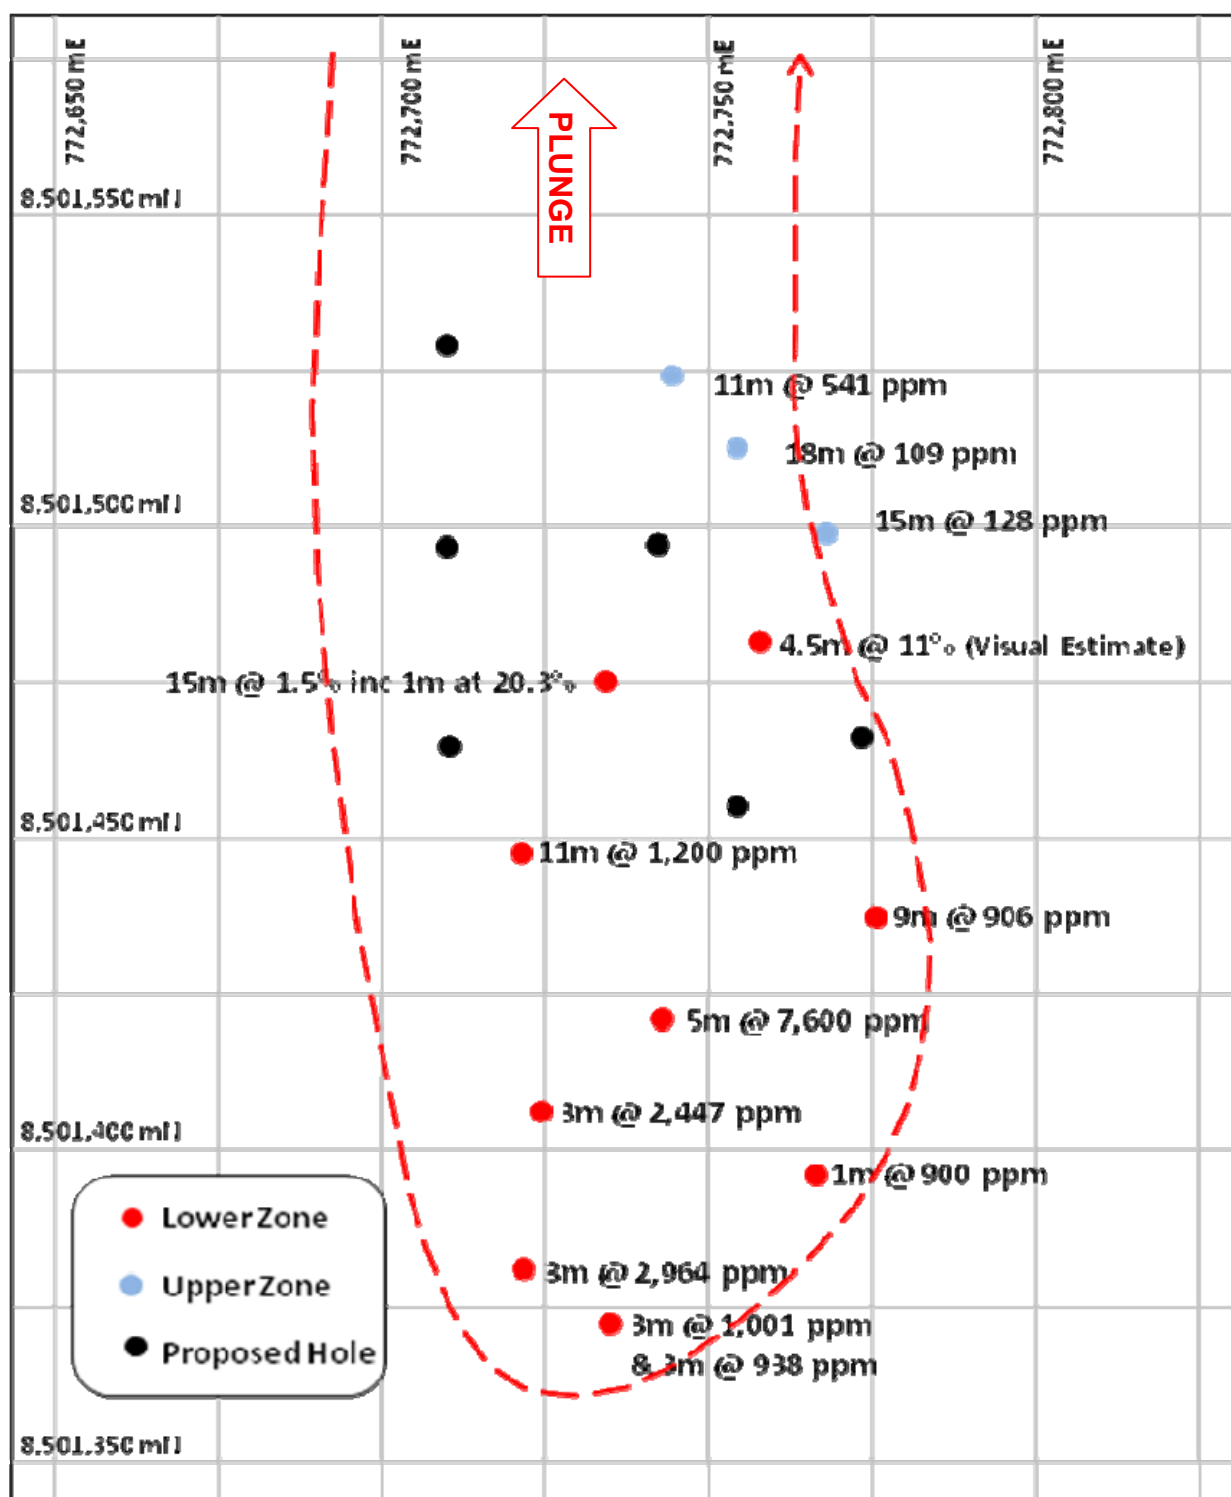 772,650 mE
772,700 mE
772,750 mE
772,800 mE
PLUNGE
8,501,550 mN
11m @ 541 ppm
18m @ 109 ppm
8,501,500 mN
15m @ 128 ppm
4.5m @ 11% (Visual Estimate)
15m @ 1.5% inc 1m at 20.3%
8,501,450 mN
11m @ 1,200 ppm
9m @ 906 ppm
5m @ 7,600 ppm
3m @ 2,447 ppm
8,501,400 mN
1m @ 900 ppm
Lower Zone
3m @ 2,964 ppm
Upper Zone
3m @ 1,001 ppm
& 3m @ 938 ppm
Proposed Hole
8,501,350 mN